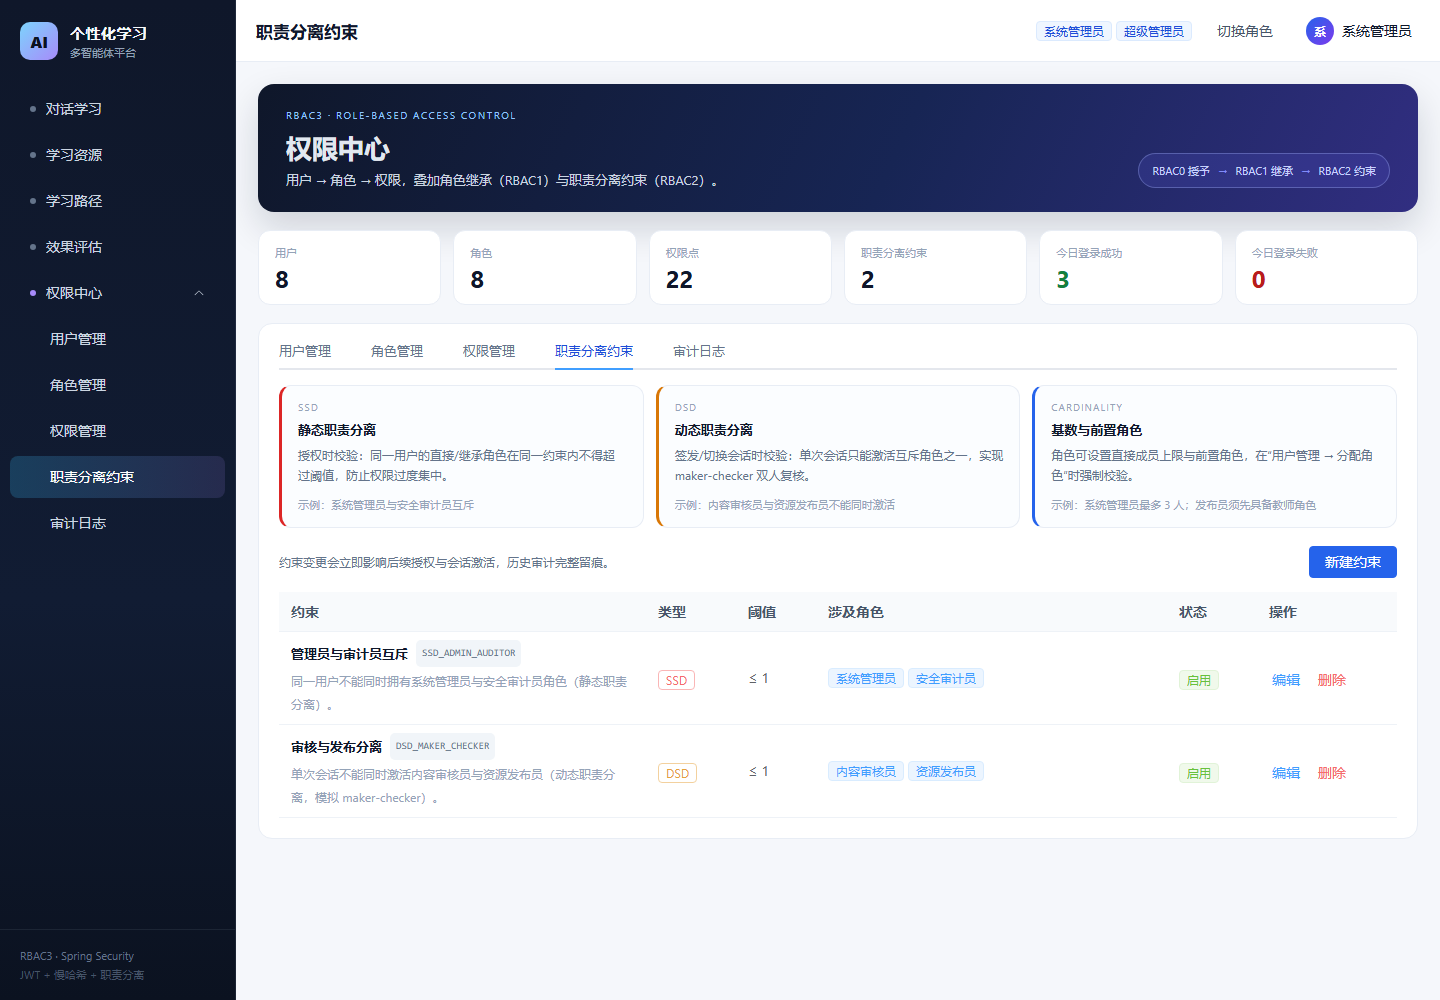 AI
个性化学习
多智能体平台
对话学习
学习资源
学习路径
效果评估
权限中心
用户管理
角色管理
权限管理
职责分离约束
审计日志
RBAC3 · Spring Security
JWT + 慢哈希 + 职责分离
职责分离约束
系统管理员 超级管理员 切换角色 系 系统管理员
RBAC3 · ROLE-BASED ACCESS CONTROL
权限中心
用户 → 角色 → 权限，叠加角色继承（RBAC1）与职责分离约束（RBAC2）。
RBAC0 授予 → RBAC1 继承 → RBAC2 约束
用户
8
角色
8
权限点
22
职责分离约束
2
今日登录成功
3
今日登录失败
0
用户管理 角色管理 权限管理 职责分离约束 审计日志
SSD
静态职责分离
授权时校验：同一用户的直接/继承角色在同一约束内不得超
过阈值，防止权限过度集中。
示例：系统管理员与安全审计员互斥
DSD
动态职责分离
签发/切换会话时校验：单次会话只能激活互斥角色之一，实现
maker-checker 双人复核。
示例：内容审核员与资源发布员不能同时激活
CARDINALITY
基数与前置角色
角色可设置直接成员上限与前置角色，在“用户管理 → 分配角
色”时强制校验。
示例：系统管理员最多 3 人；发布员须先具备教师角色
约束变更会立即影响后续授权与会话激活，历史审计完整留痕。
新建约束
约束 类型 阈值 涉及角色 状态 操作
管理员与审计员互斥 SSD_ADMIN_AUDITOR
同一用户不能同时拥有系统管理员与安全审计员角色（静态职责
分离）。
SSD ≤ 1 系统管理员 安全审计员 启用 编辑 删除
审核与发布分离 DSD_MAKER_CHECKER
单次会话不能同时激活内容审核员与资源发布员（动态职责分
离，模拟 maker-checker）。
DSD ≤ 1 内容审核员 资源发布员 启用 编辑 删除